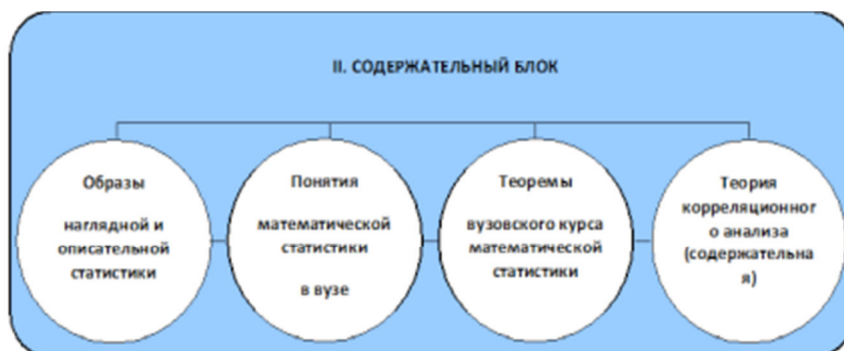 II. СОДЕРЖАТЕЛЬНЫЙ БЛОК
Образы
наглядной и
описательной
статистики
Понятия
математической
статистики
в вузе
Теоремы
вузовского курса
математической
статистики
Теория
корреляционног
о анализа
(содержательна
я)